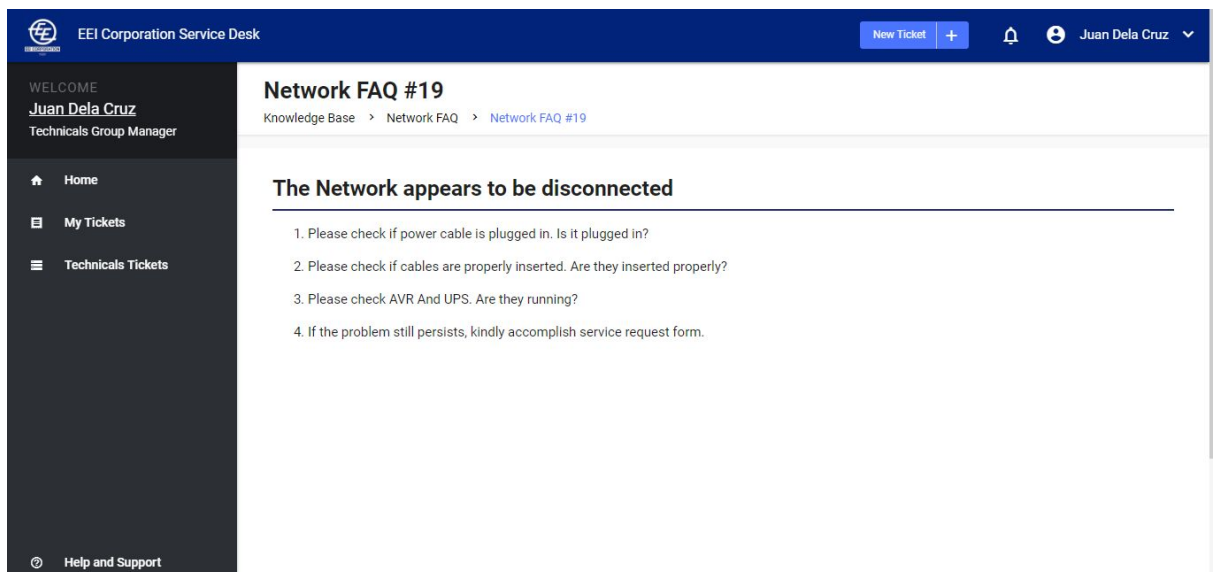 EEI Corporation Service Desk
New Ticket +
Juan Dela Cruz
WELCOME
Juan Dela Cruz
Technicals Group Manager
Home
My Tickets
Technicals Tickets
Help and Support
Network FAQ #19
Knowledge Base > Network FAQ > Network FAQ #19
The Network appears to be disconnected
1. Please check if power cable is plugged in. Is it plugged in?
2. Please check if cables are properly inserted. Are they inserted properly?
3. Please check AVR And UPS. Are they running?
4. If the problem still persists, kindly accomplish service request form.